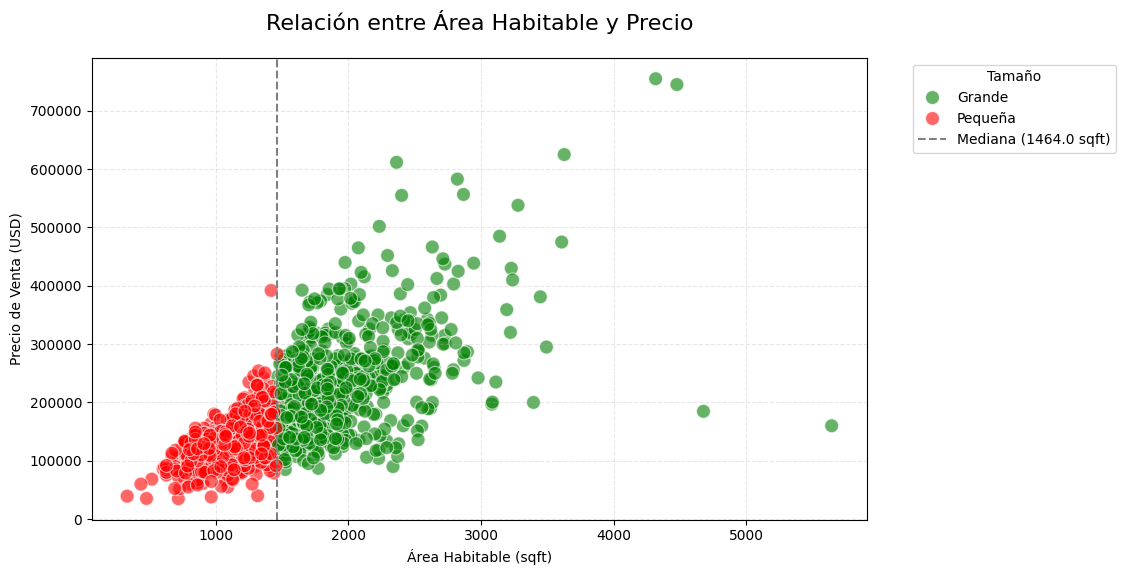 Relación entre Área Habitable y Precio
Precio de Venta (USD)
700000
600000
500000
400000
300000
200000
100000
0
1000
2000
3000
4000
5000
Área Habitable (sqft)
Tamaño
Grande
Pequeña
Mediana (1464.0 sqft)